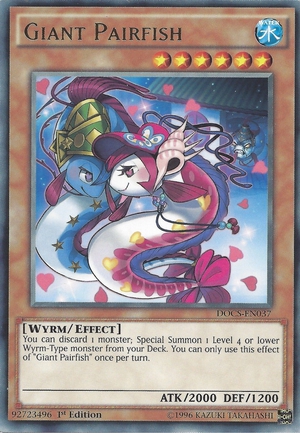 GIANT PAIRFISH
WATER
水
DOCS-EN037
[WYRM/EFFECT]
You can discard 1 monster; Special Summon 1 Level 4 or lower
Wyrm-Type monster from your Deck. You can only use this effect
of "Giant Pairfish" once per turn.
ATK/2000 DEF/1200
92723496 1st Edition ©1996 KAZUKI TAKAHASHI